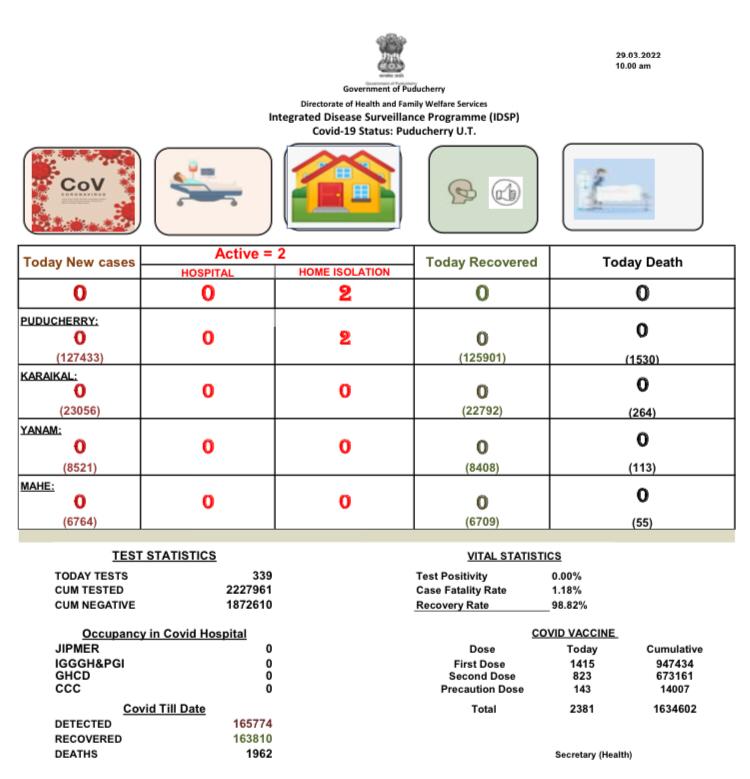 29.03.2022
10.00 am
Government of Puducherry
Government of Puducherry
Directorate of Health and Family Welfare Services
Integrated Disease Surveillance Programme (IDSP)
Covid-19 Status: Puducherry U.T.
CoV
CORONAVIRUS
Today New cases
Active = 2
HOSPITAL
HOME ISOLATION
Today Recovered
Today Death
0 0 2 0 0
PUDUCHERRY:
0 0 2 0 0
(127433) (125901) (1530)
KARAIKAL:
0 0 0 0 0
(23056) (22792) (264)
YANAM:
0 0 0 0 0
(8521) (8408) (113)
MAHE:
0 0 0 0 0
(6764) (6709) (55)
TEST STATISTICS
TODAY TESTS 339
CUM TESTED 2227961
CUM NEGATIVE 1872610
VITAL STATISTICS
Test Positivity 0.00%
Case Fatality Rate 1.18%
Recovery Rate 98.82%
Occupancy in Covid Hospital
JIPMER 0
IGGGH&PGI 0
GHCD 0
CCC 0
COVID VACCINE
Dose Today Cumulative
First Dose 1415 947434
Second Dose 823 673161
Precaution Dose 143 14007
Total 2381 1634602
Covid Till Date
DETECTED 165774
RECOVERED 163810
DEATHS 1962
Secretary (Health)